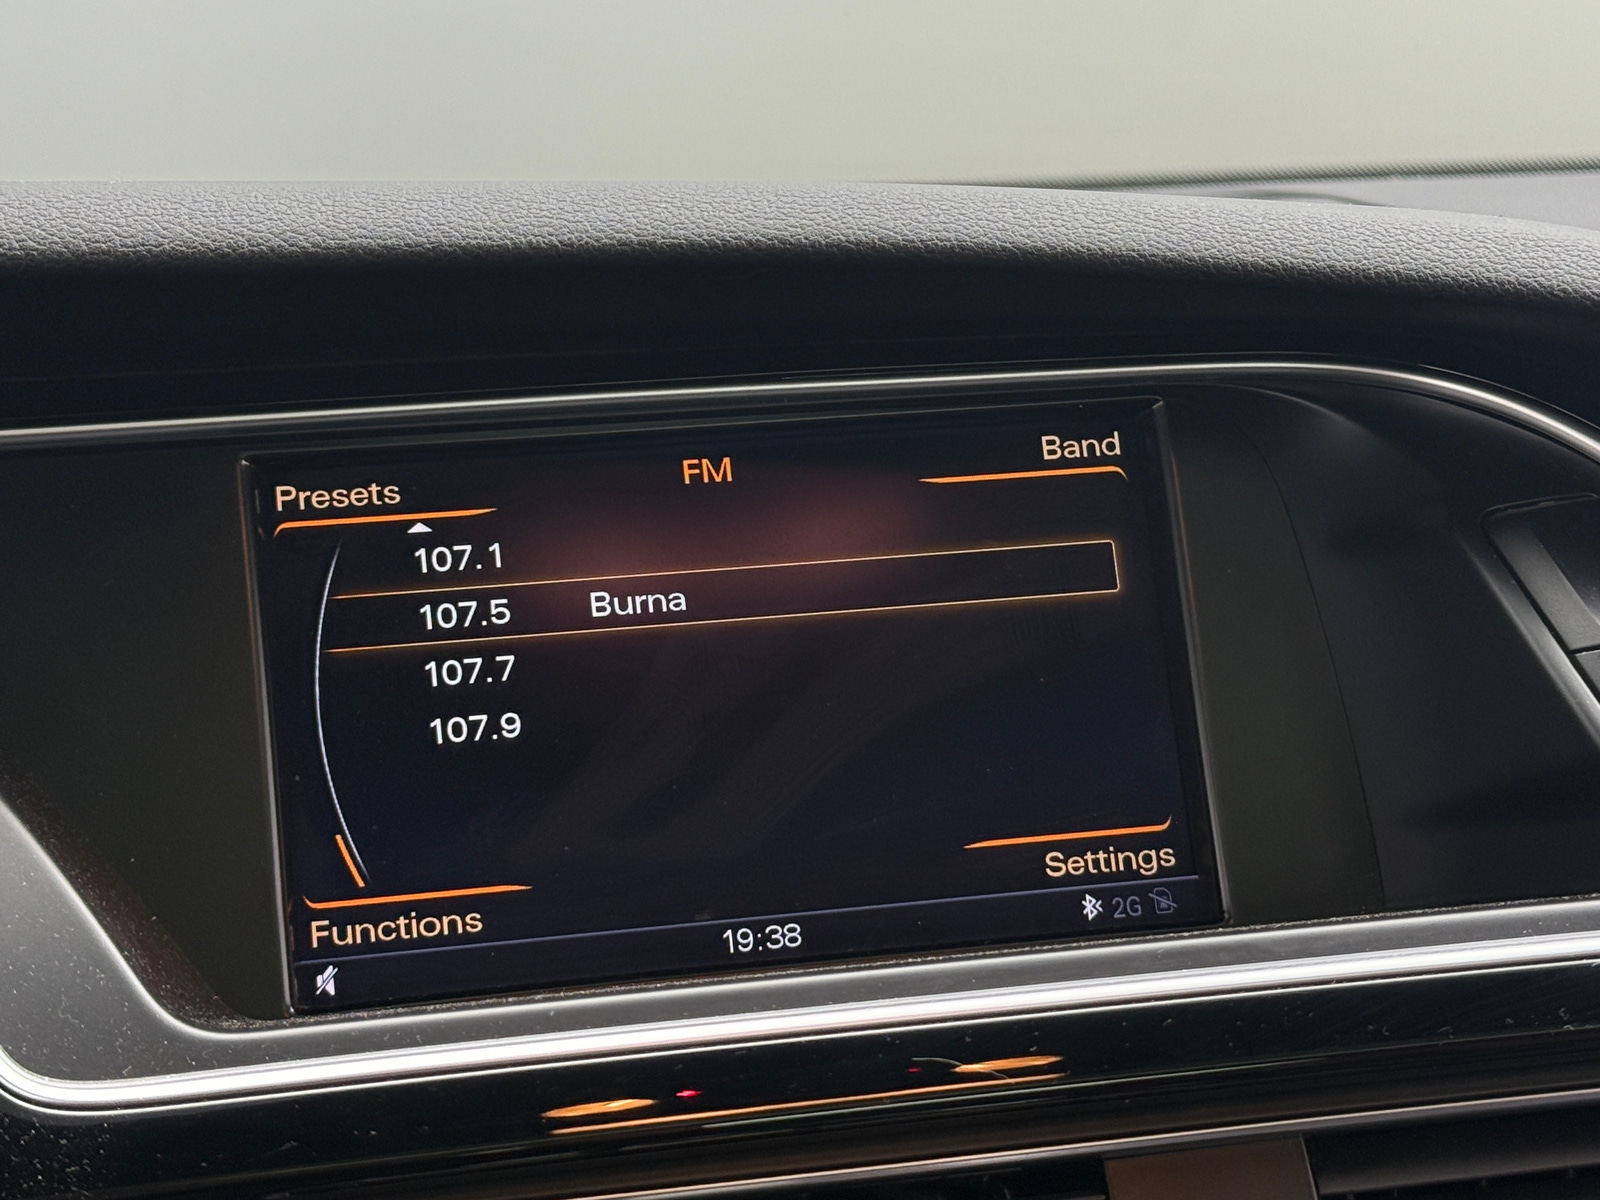 Presets
FM
Band
107.1
107.5 Burna
107.7
107.9
Settings
Functions
2G
19:38